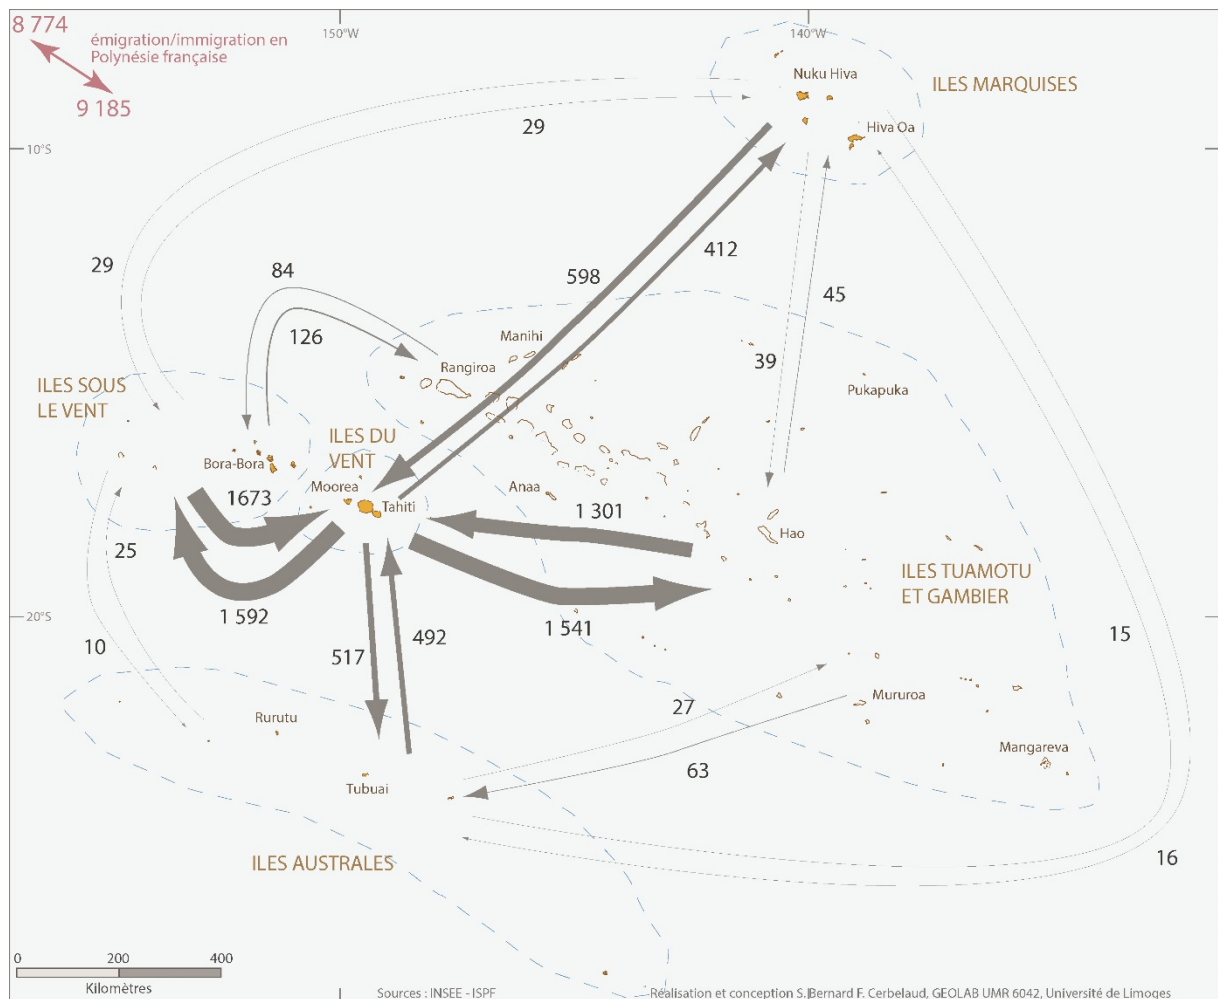 8 774
émigration/immigration en
Polynésie française
9 185
150°W
140°W
Nuku Hiva
ILES MARQUISES
Hiva Oa
29
10°S
29
84
598
412
45
126
Manihi
39
Rangiroa
Pukapuka
ILES SOUS
LE VENT
ILES DU
VENT
Bora-Bora
1673
Moorea
Tahiti
Anaa
1 301
Hao
25
ILES TUAMOTU
ET GAMBIER
1 592
20°S
1 541
10
517
492
15
27
Mururoa
Rurutu
Mangareva
63
Tubuai
ILES AUSTRALES
16
0
200
400
Kilomètres
Sources : INSEE - ISPF
Réalisation et conception S. Bernard F. Cerbelaud, GEOLAB UMR 6042, Université de Limoges